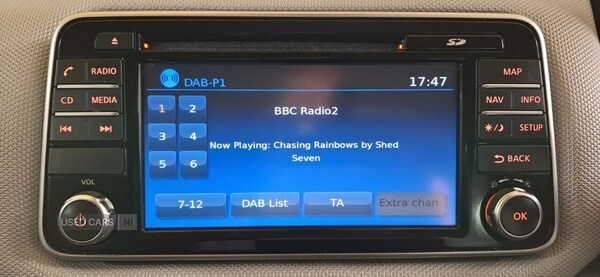 SD
RADIO
CD MEDIA
DAB-P1 17:47
1 2
3 4
5 6
BBC Radio2
Now Playing: Chasing Rainbows by Shed
Seven
7-12 DAB List TA Extra chan.
MAP
NAV INFO
SETUP
BACK
VOL
OK
USED CARS NI